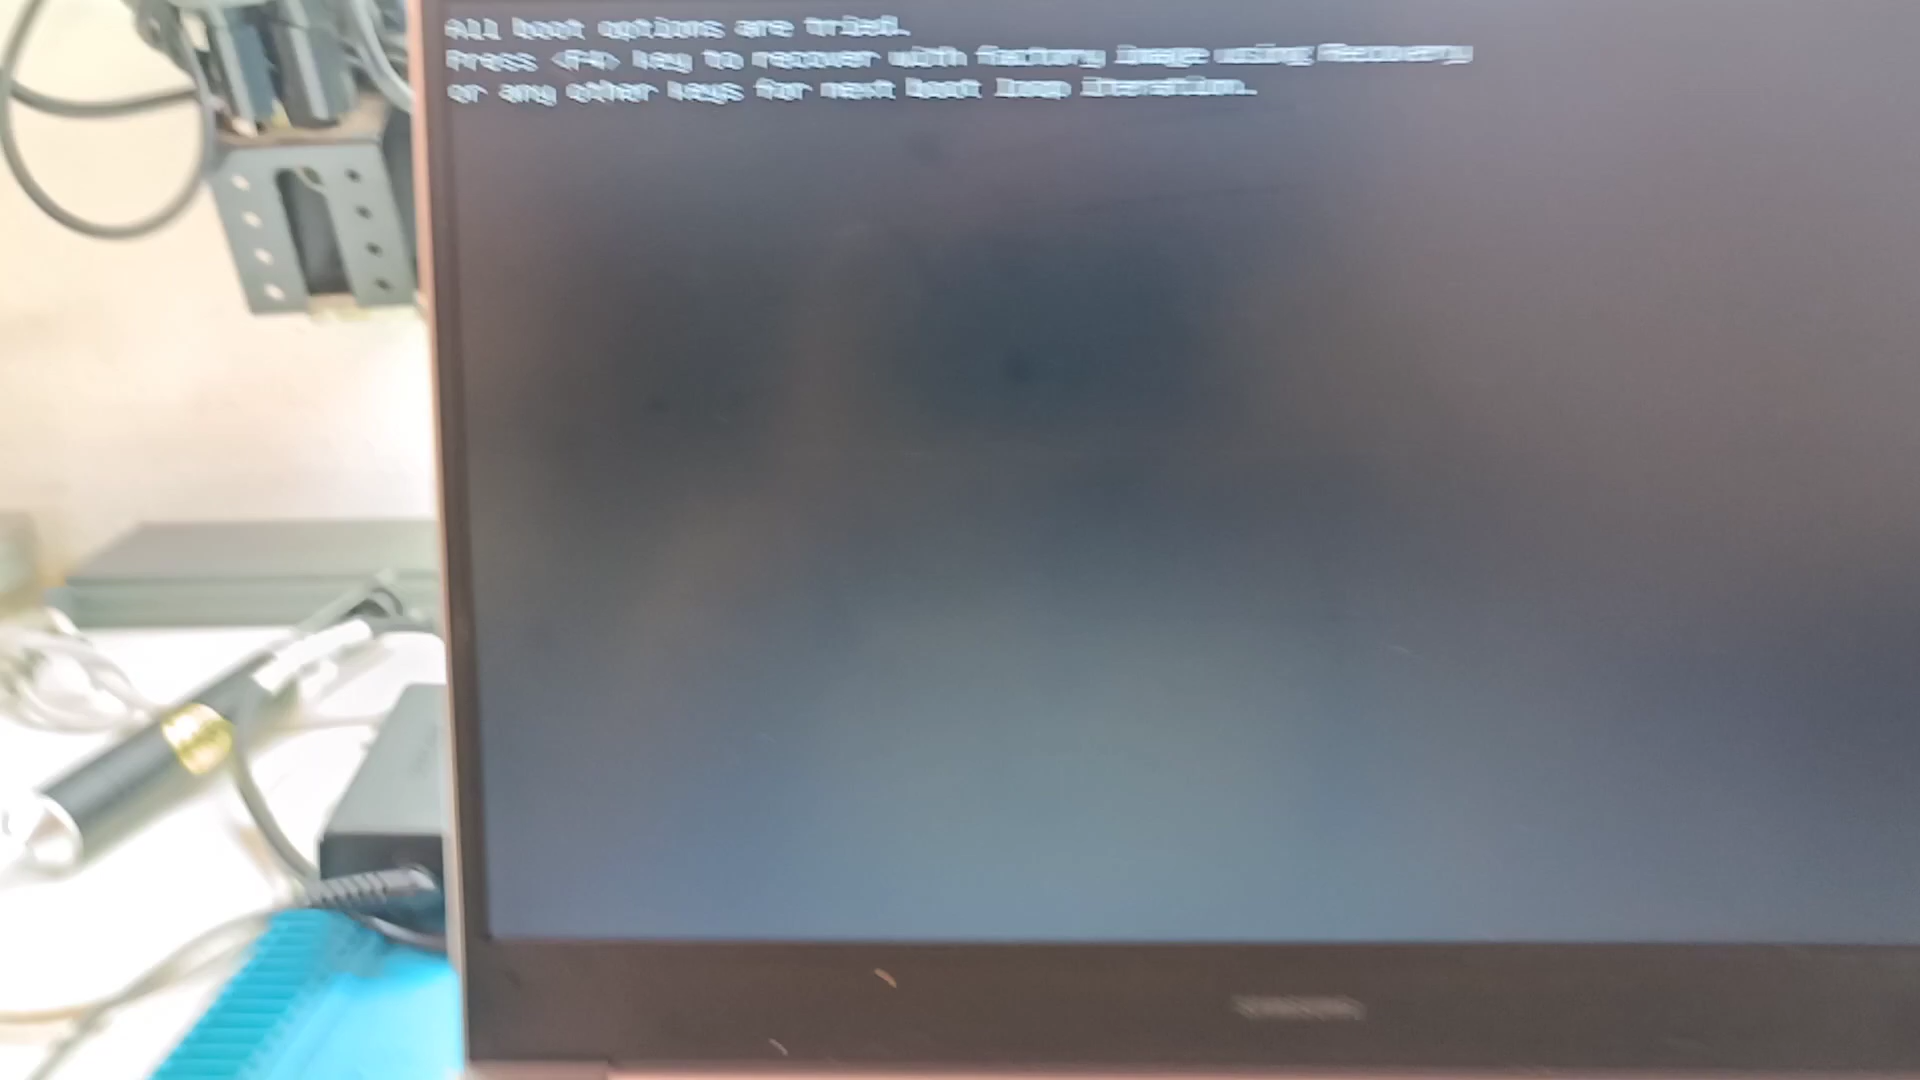 All boot options are tried.
Press <F4> key to recover with factory image using Recovery
or any other keys for next boot loop iteration.
SAMSUNG